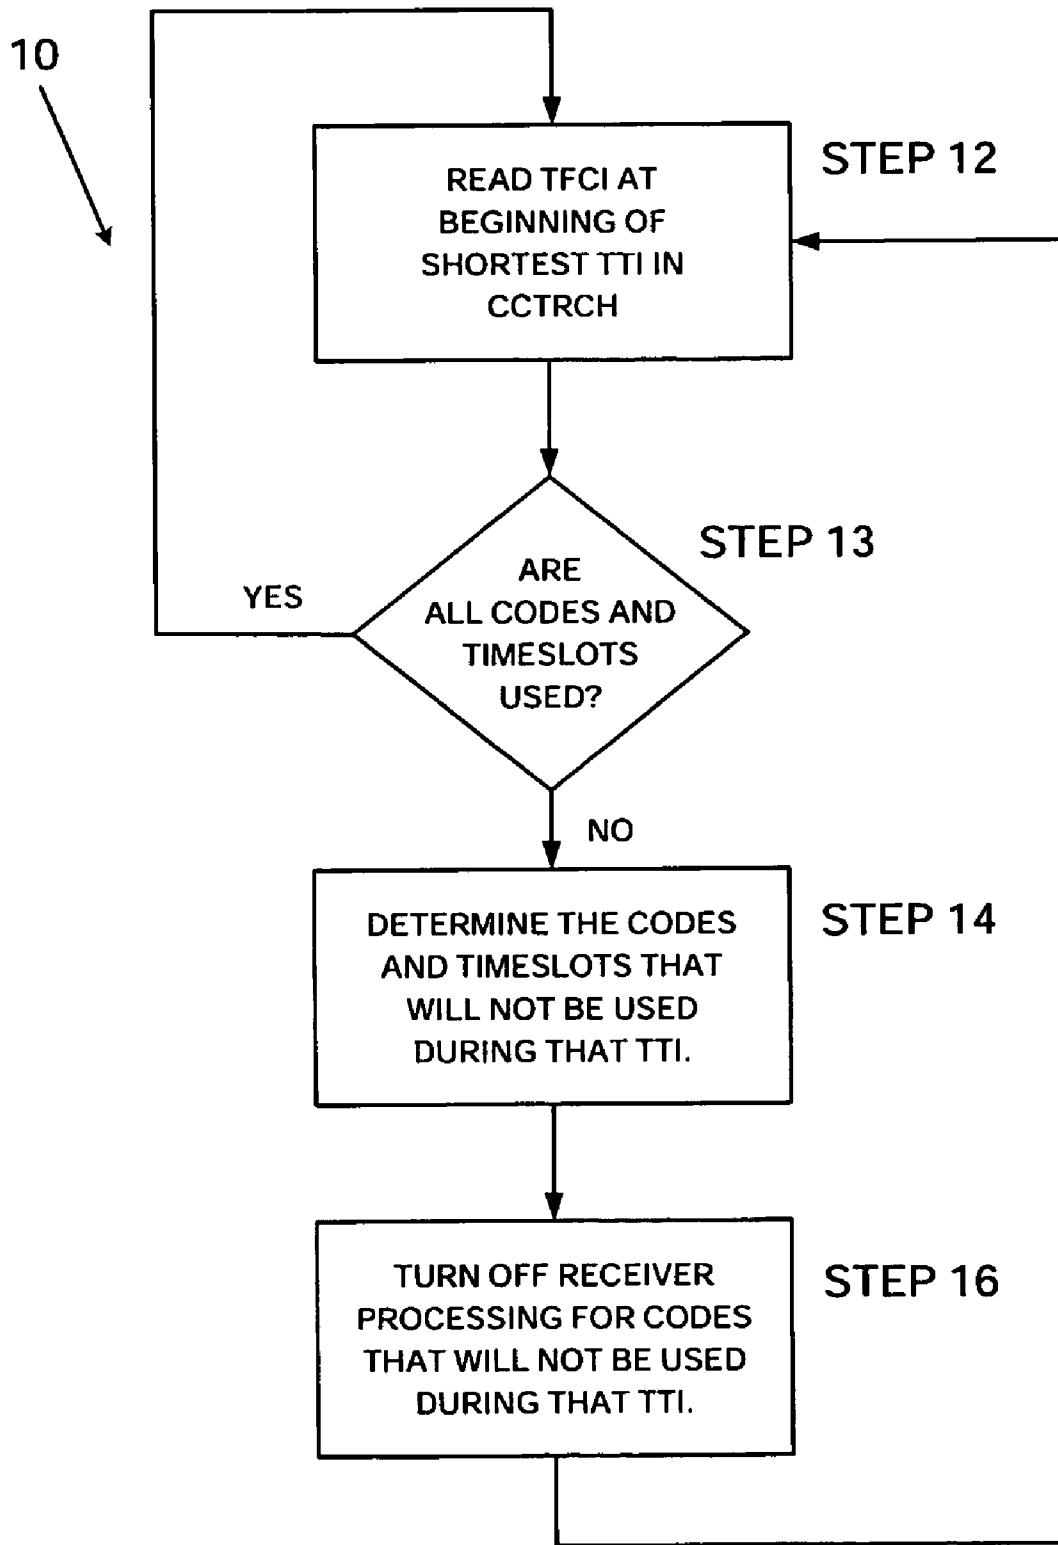 10
READ TFCI AT
BEGINNING OF
SHORTEST TTI IN
CCTRCH
STEP 12
ARE
ALL CODES AND
TIMESLOTS
USED?
STEP 13
YES
NO
DETERMINE THE CODES
AND TIMESLOTS THAT
WILL NOT BE USED
DURING THAT TTI.
STEP 14
TURN OFF RECEIVER
PROCESSING FOR CODES
THAT WILL NOT BE USED
DURING THAT TTI.
STEP 16